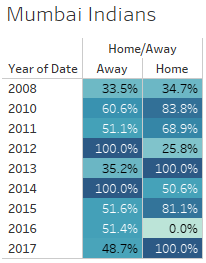 Mumbai Indians
Home/Away
Year of Date Away Home
2008 33.5% 34.7%
2010 60.6% 83.8%
2011 51.1% 68.9%
2012 100.0% 25.8%
2013 35.2% 100.0%
2014 100.0% 50.6%
2015 51.6% 81.1%
2016 51.4% 0.0%
2017 48.7% 100.0%